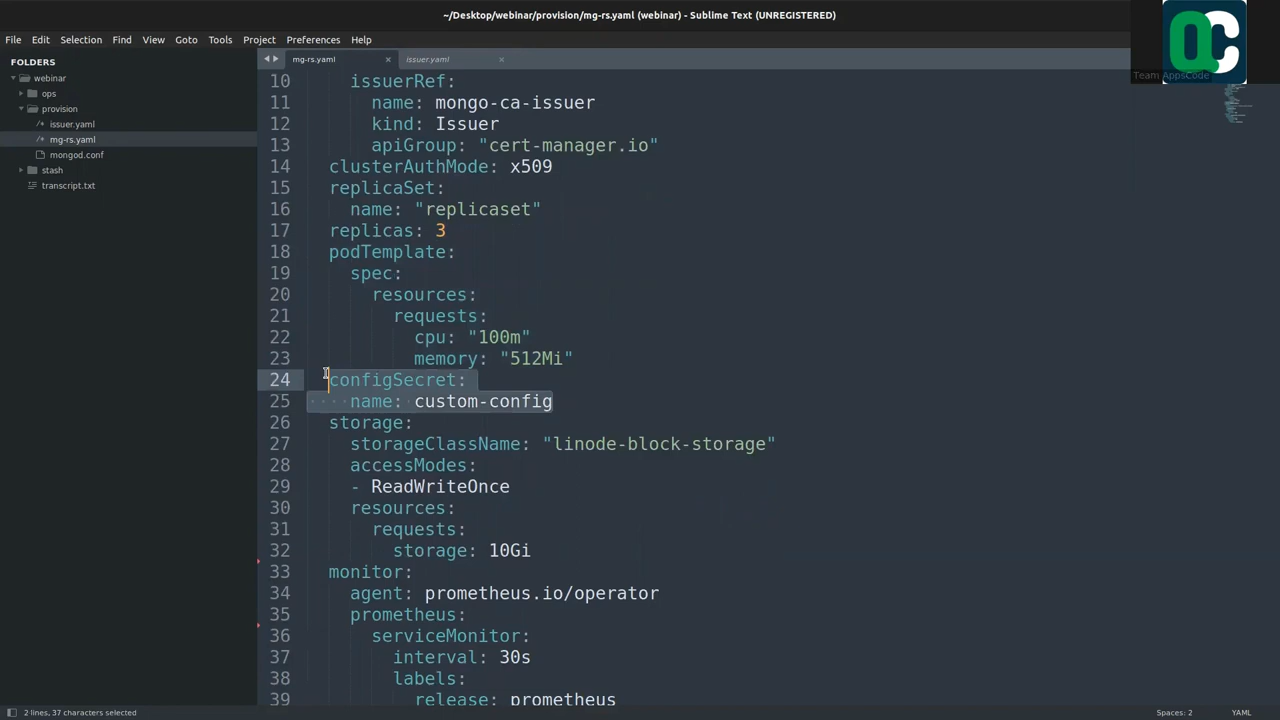 ~/Desktop/webinar/provision/mg-rs.yaml (webinar) - Sublime Text (UNREGISTERED)
File Edit Selection Find View Goto Tools Project Preferences Help
QC
Team AppsCode
FOLDERS
webinar
ops
provision
issuer.yaml
mg-rs.yaml
mongod.conf
stash
transcript.txt
mg-rs.yaml × issuer.yaml ×
10 issuerRef:
11 name: mongo-ca-issuer
12 kind: Issuer
13 apiGroup: "cert-manager.io"
14 clusterAuthMode: x509
15 replicaSet:
16 name: "replicaset"
17 replicas: 3
18 podTemplate:
19 spec:
20 resources:
21 requests:
22 cpu: "100m"
23 memory: "512Mi"
24 configSecret:
25 name: custom-config
26 storage:
27 storageClassName: "linode-block-storage"
28 accessModes:
29 - ReadWriteOnce
30 resources:
31 requests:
32 storage: 10Gi
33 monitor:
34 agent: prometheus.io/operator
35 prometheus:
36 serviceMonitor:
37 interval: 30s
38 labels:
39 release: prometheus
2 lines, 37 characters selected
Spaces: 2
YAML